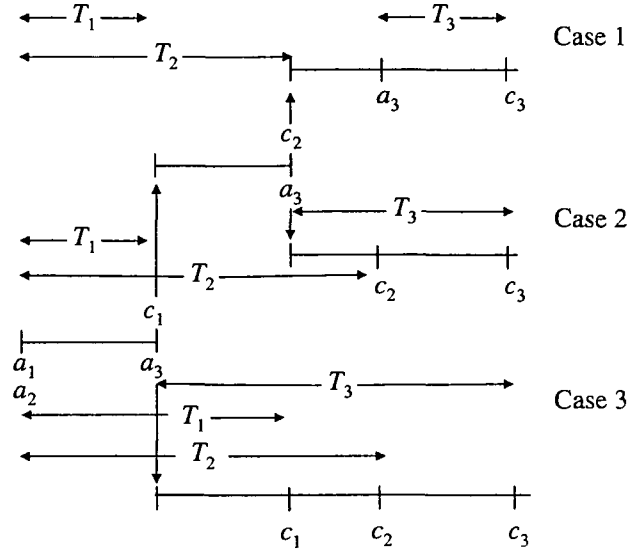 T₁ T₃ Case 1
T₂
a₃ c₃
c₂
a₃
T₃ Case 2
T₁
T₂ c₂ c₃
c₁
a₁ a₃
a₂ T₃ Case 3
T₁
T₂
c₁ c₂ c₃